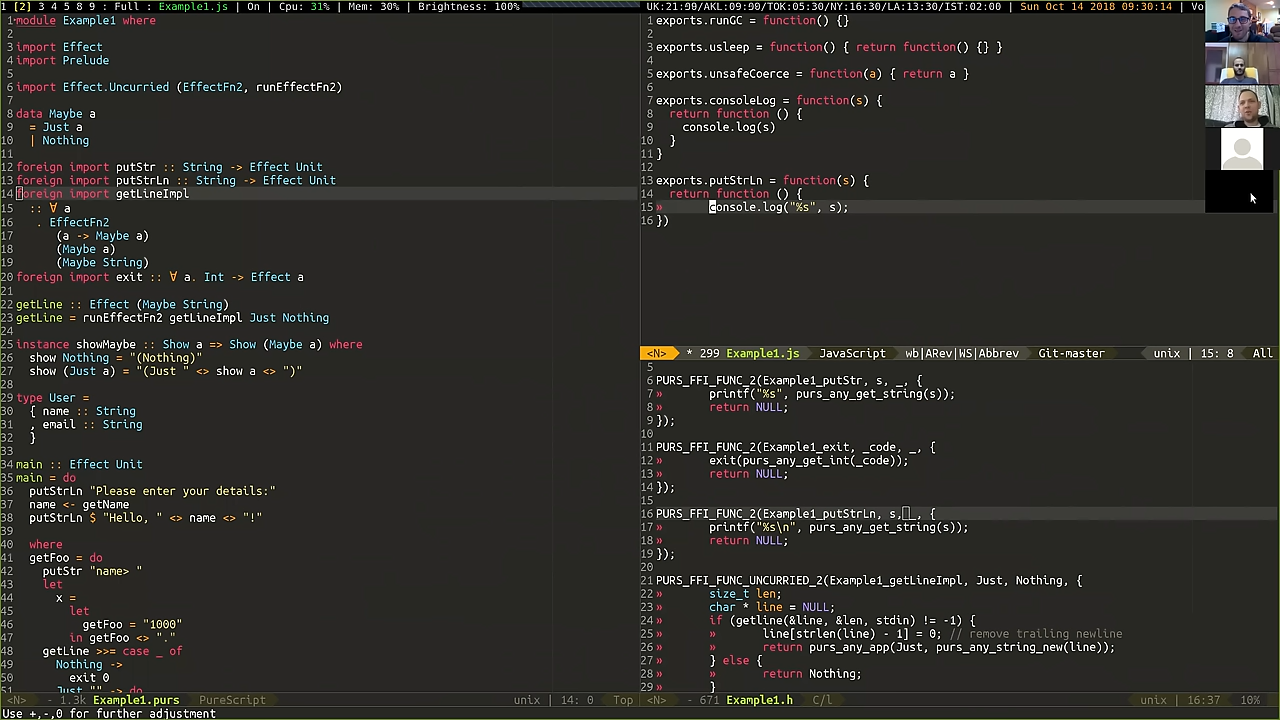 1 [2] 3 4 5 8 9 : Full : Example1.js | On | Cpu: 31% | Mem: 30% | Brightness: 100%
UK:21:90/AKL:09:90/TOK:05:30/NY:16:30/LA:13:30/IST:02:00 | Sun Oct 14 2018 09:30:14 | Vo
1module Example1 where
2
3 import Effect
4 import Prelude
5
6 import Effect.Uncurried (EffectFn2, runEffectFn2)
7
8 data Maybe a
9   = Just a
10   | Nothing
11
12 foreign import putStr :: String -> Effect Unit
13 foreign import putStrLn :: String -> Effect Unit
14 foreign import getLineImpl
15   :: ∀ a
16    . EffectFn2
17       (a -> Maybe a)
18       (Maybe a)
19       (Maybe String)
20 foreign import exit :: ∀ a. Int -> Effect a
21
22 getLine :: Effect (Maybe String)
23 getLine = runEffectFn2 getLineImpl Just Nothing
24
25 instance showMaybe :: Show a => Show (Maybe a) where
26   show Nothing = "(Nothing)"
27   show (Just a) = "(Just " <> show a <> ")"
28
29 type User =
30   { name :: String
31   , email :: String
32   }
33
34 main :: Effect Unit
35 main = do
36   putStrLn "Please enter your details:"
37   name <- getName
38   putStrLn $ "Hello, " <> name <> "!"
39
40   where
41   getFoo = do
42     putStr "name> "
43     let
44       x =
45         let
46           getFoo = "1000"
47         in getFoo <> "."
48     getLine >>= case _ of
49       Nothing ->
50         exit 0
51       Just "" -> do
<N>  - 1.3k Example1.purs  PureScript  unix | 14: 0  Top
Use +,-,0 for further adjustment
1 exports.runGC = function() {}
2
3 exports.usleep = function() { return function() {} }
4
5 exports.unsafeCoerce = function(a) { return a }
6
7 exports.consoleLog = function(s) {
8   return function () {
9     console.log(s)
10   }
11 }
12
13 exports.putStrLn = function(s) {
14   return function () {
15 »       console.log("%s", s);
16 })
<N>  * 299 Example1.js  JavaScript  wb|ARev|WS|Abbrev  Git-master  unix | 15: 8  All
5
6 PURS_FFI_FUNC_2(Example1_putStr, s, _, {
7 »       printf("%s", purs_any_get_string(s));
8 »       return NULL;
9 });
10
11 PURS_FFI_FUNC_2(Example1_exit, _code, _, {
12 »       exit(purs_any_get_int(_code));
13 »       return NULL;
14 });
15
16 PURS_FFI_FUNC_2(Example1_putStrLn, s, _, {
17 »       printf("%s\n", purs_any_get_string(s));
18 »       return NULL;
19 });
20
21 PURS_FFI_FUNC_UNCURRIED_2(Example1_getLineImpl, Just, Nothing, {
22 »       size_t len;
23 »       char * line = NULL;
24 »       if (getline(&line, &len, stdin) != -1) {
25 »       »       line[strlen(line) - 1] = 0; // remove trailing newline
26 »       »       return purs_any_app(Just, purs_any_string_new(line));
27 »       } else {
28 »       »       return Nothing;
29 »       }
<N>  - 671 Example1.h  C/l  unix | 16:37  10%